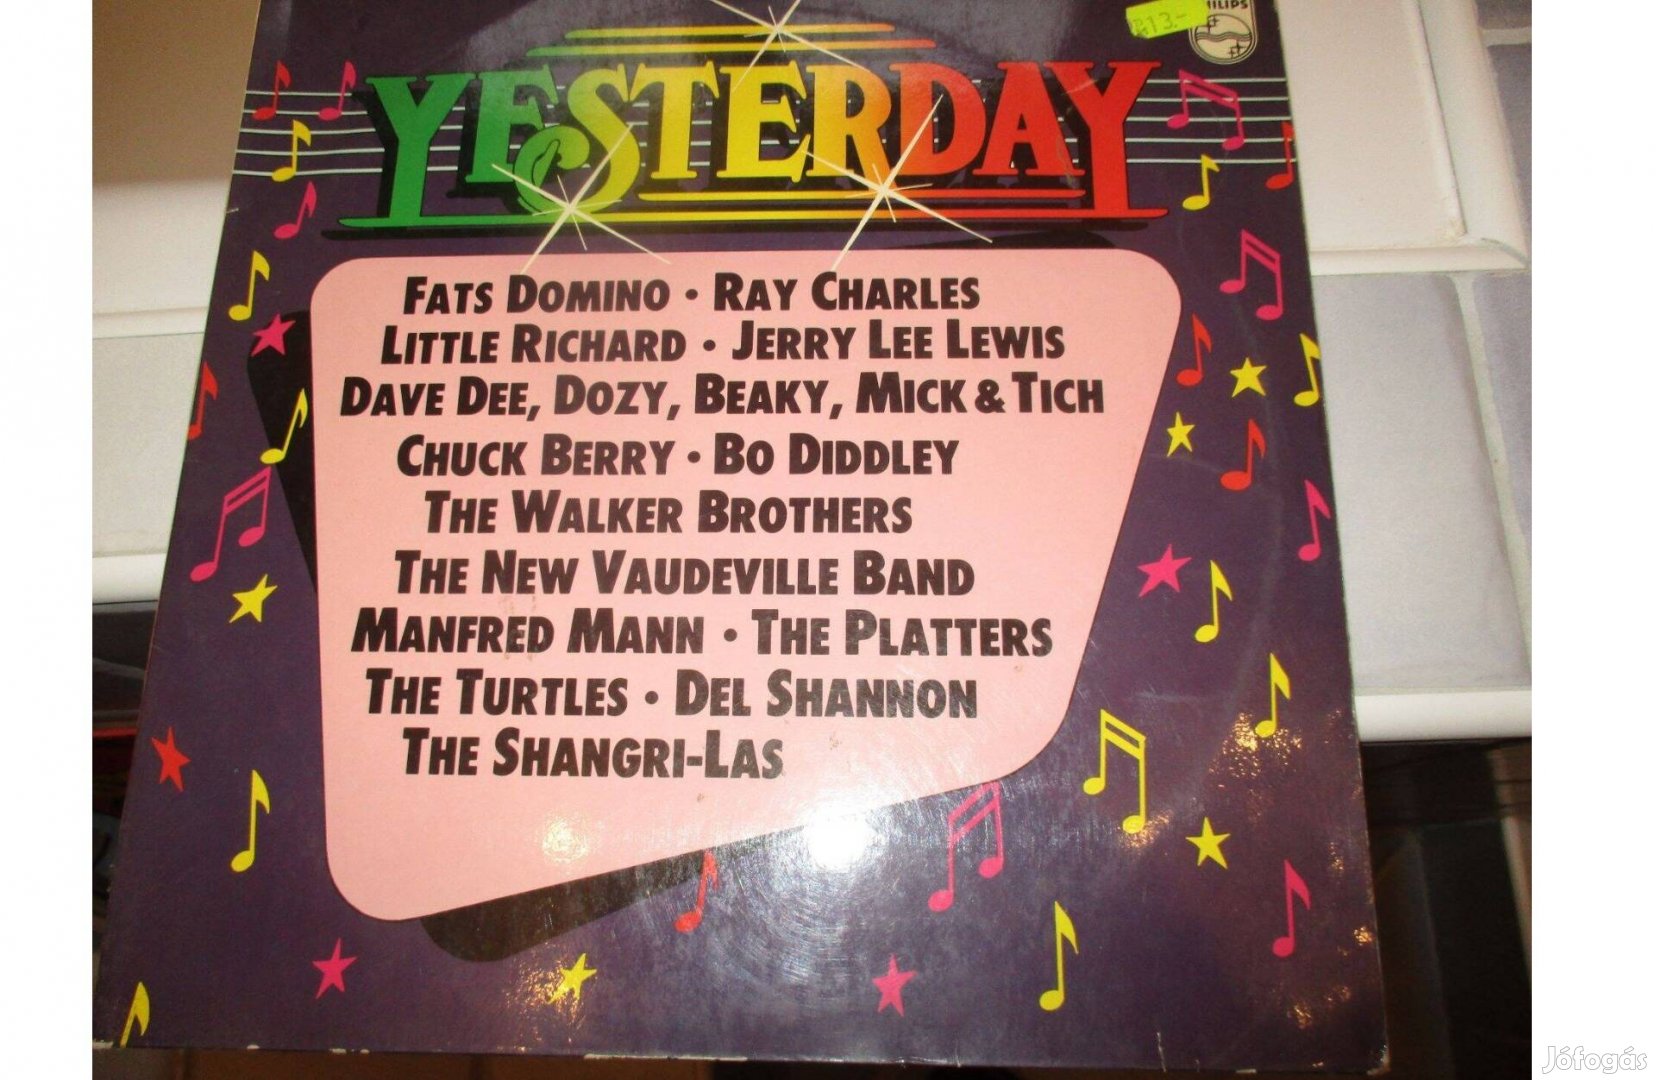 13.-
PHILIPS
YESTERDAY
FATS DOMINO · RAY CHARLES
LITTLE RICHARD · JERRY LEE LEWIS
DAVE DEE, DOZY, BEAKY, MICK & TICH
CHUCK BERRY · BO DIDDLEY
THE WALKER BROTHERS
THE NEW VAUDEVILLE BAND
MANFRED MANN · THE PLATTERS
THE TURTLES · DEL SHANNON
THE SHANGRI-LAS
Jófogás